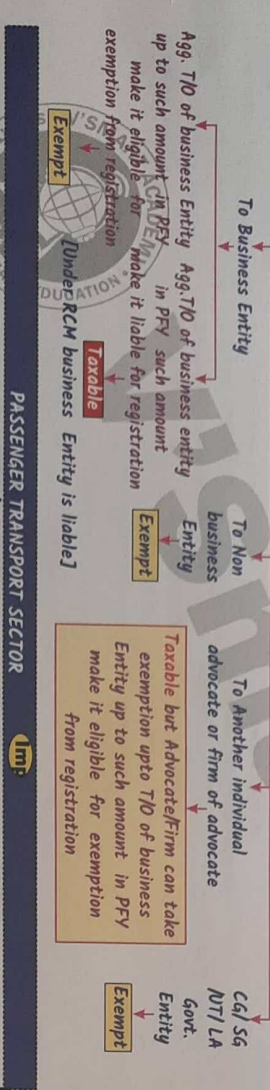 To Business Entity
To Non
business
Entity
To Another individual
advocate or firm of advocate
CG/ SG
/UT/ LA
Govt.
Entity
Agg. T/O of business Entity
up to such amount in PFY
make it eligible for
exemption from registration
Exempt
Agg.T/O of business entity
in PFY such amount
make it liable for registration
Taxable
[Under RCM business Entity is liable]
Exempt
Taxable but Advocate/Firm can take
exemption upto T/O of business
Entity up to such amount in PFY
make it eligible for exemption
from registration
Exempt
PASSENGER TRANSPORT SECTOR
Imp